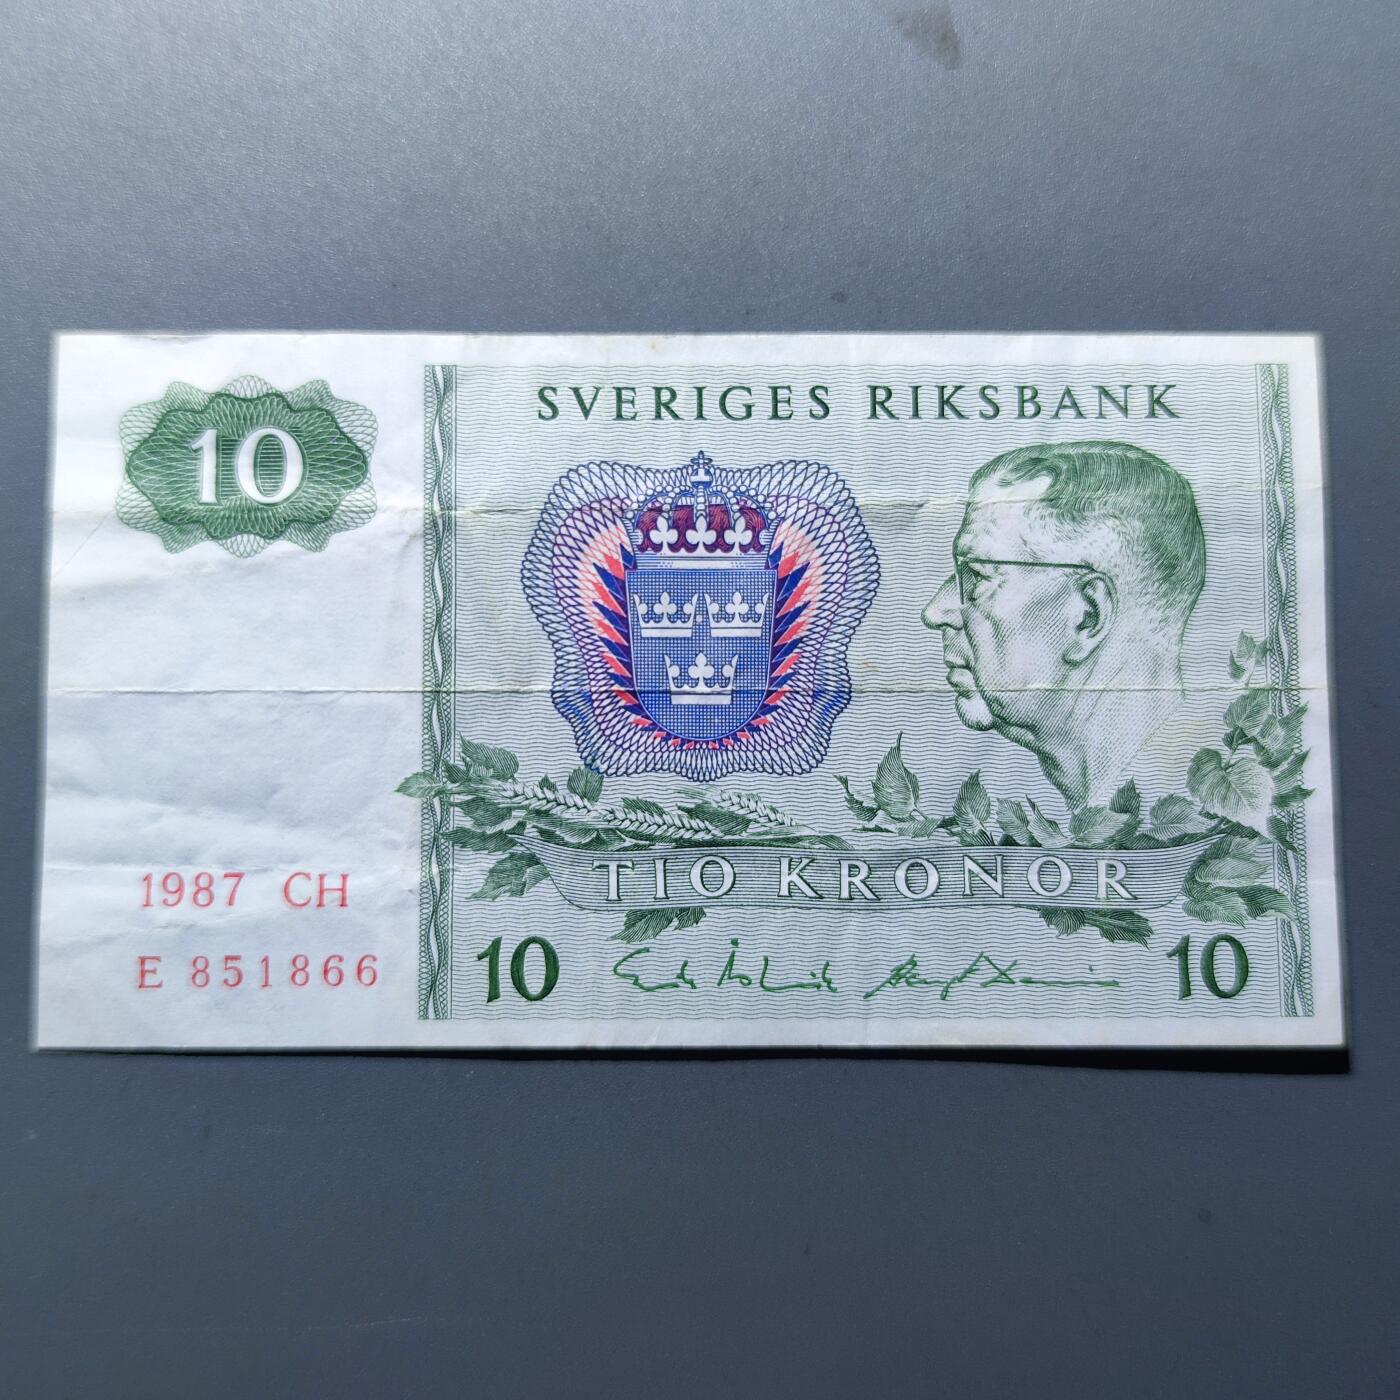 10
SVERIGES RIKSBANK
TIO KRONOR
1987 CH
E 851866
10
10